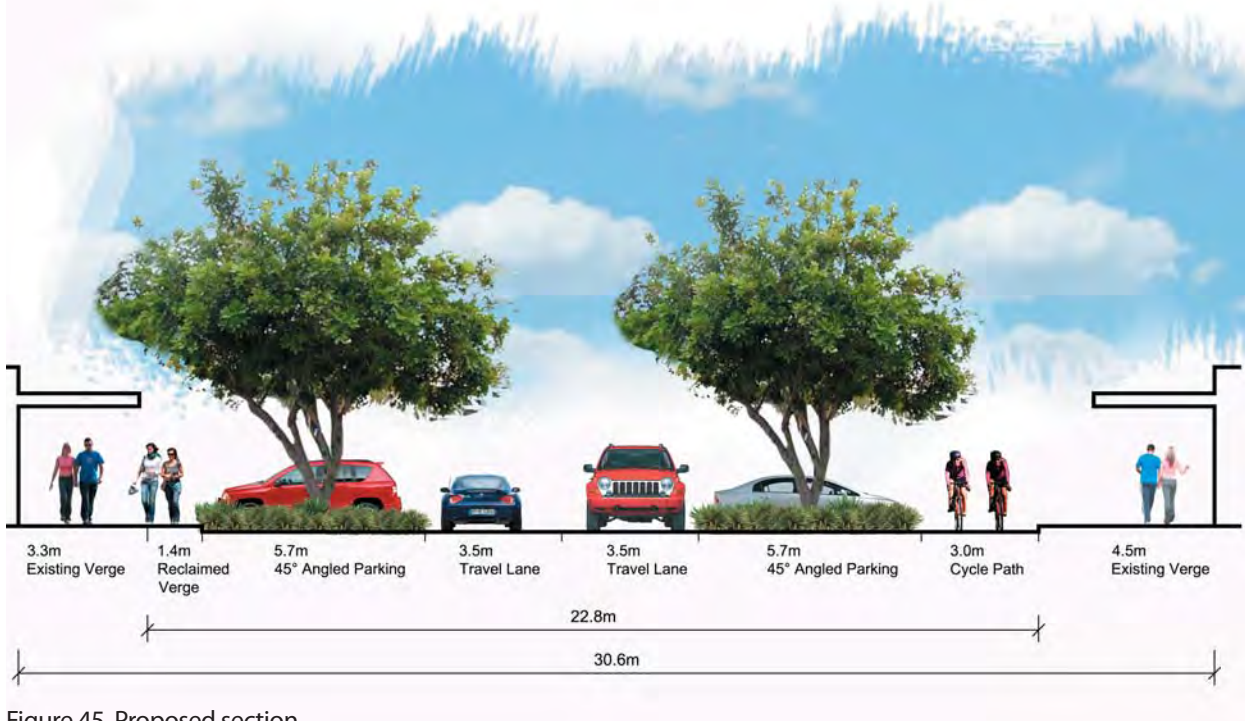 3.3m
Existing Verge
1.4m
Reclaimed
Verge
5.7m
45° Angled Parking
3.5m
Travel Lane
3.5m
Travel Lane
5.7m
45° Angled Parking
3.0m
Cycle Path
4.5m
Existing Verge
22.8m
30.6m
Figure 45. Proposed section